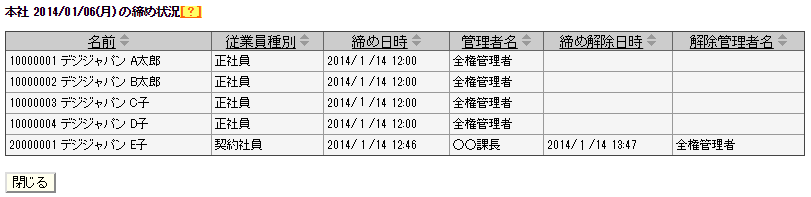 本社 2014/01/06(月)の締め状況[？]
名前 従業員種別 締め日時 管理者名 締め解除日時 解除管理者名
10000001 デジジャパン A太郎 正社員 2014/ 1 /14 12:00 全権管理者
10000002 デジジャパン B太郎 正社員 2014/ 1 /14 12:00 全権管理者
10000003 デジジャパン C子 正社員 2014/ 1 /14 12:00 全権管理者
10000004 デジジャパン D子 正社員 2014/ 1 /14 12:00 全権管理者
20000001 デジジャパン E子 契約社員 2014/ 1 /14 12:46 〇〇課長 2014/ 1 /14 13:47 全権管理者
閉じる